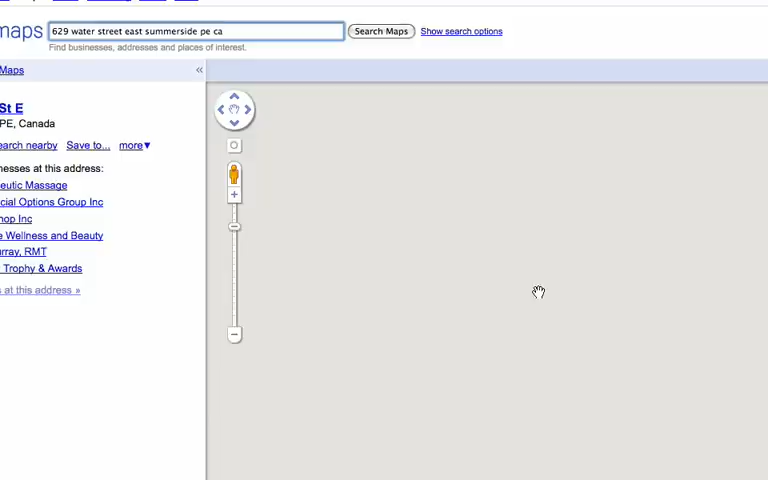 maps 629 water street east summerside pe ca Search Maps Show search options
Find businesses, addresses and places of interest.
Maps «
St E
PE, Canada
earch nearby Save to... more▼
nesses at this address:
eutic Massage
cial Options Group Inc
hop Inc
e Wellness and Beauty
urray, RMT
Trophy & Awards
s at this address »